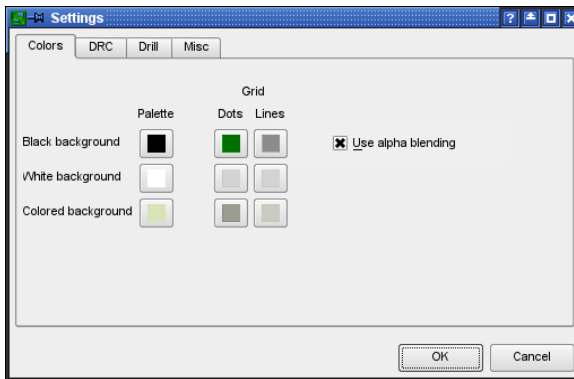 Settings
Colors DRC Drill Misc
Grid
Palette Dots Lines
Black background
Use alpha blending
White background
Colored background
OK Cancel